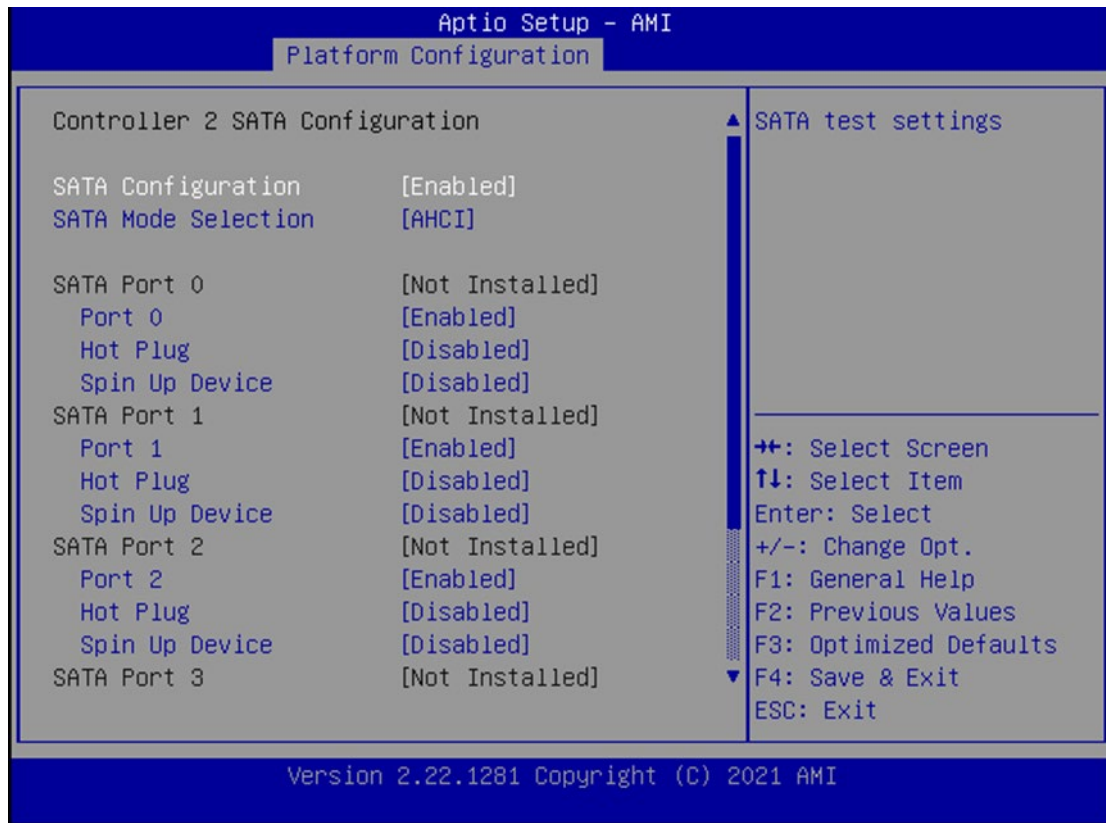 Aptio Setup – AMI
Platform Configuration
Controller 2 SATA Configuration
SATA Configuration [Enabled]
SATA Mode Selection [AHCI]
SATA Port 0 [Not Installed]
Port 0 [Enabled]
Hot Plug [Disabled]
Spin Up Device [Disabled]
SATA Port 1 [Not Installed]
Port 1 [Enabled]
Hot Plug [Disabled]
Spin Up Device [Disabled]
SATA Port 2 [Not Installed]
Port 2 [Enabled]
Hot Plug [Disabled]
Spin Up Device [Disabled]
SATA Port 3 [Not Installed]
SATA test settings
→←: Select Screen
↑↓: Select Item
Enter: Select
+/-: Change Opt.
F1: General Help
F2: Previous Values
F3: Optimized Defaults
F4: Save & Exit
ESC: Exit
Version 2.22.1281 Copyright (C) 2021 AMI